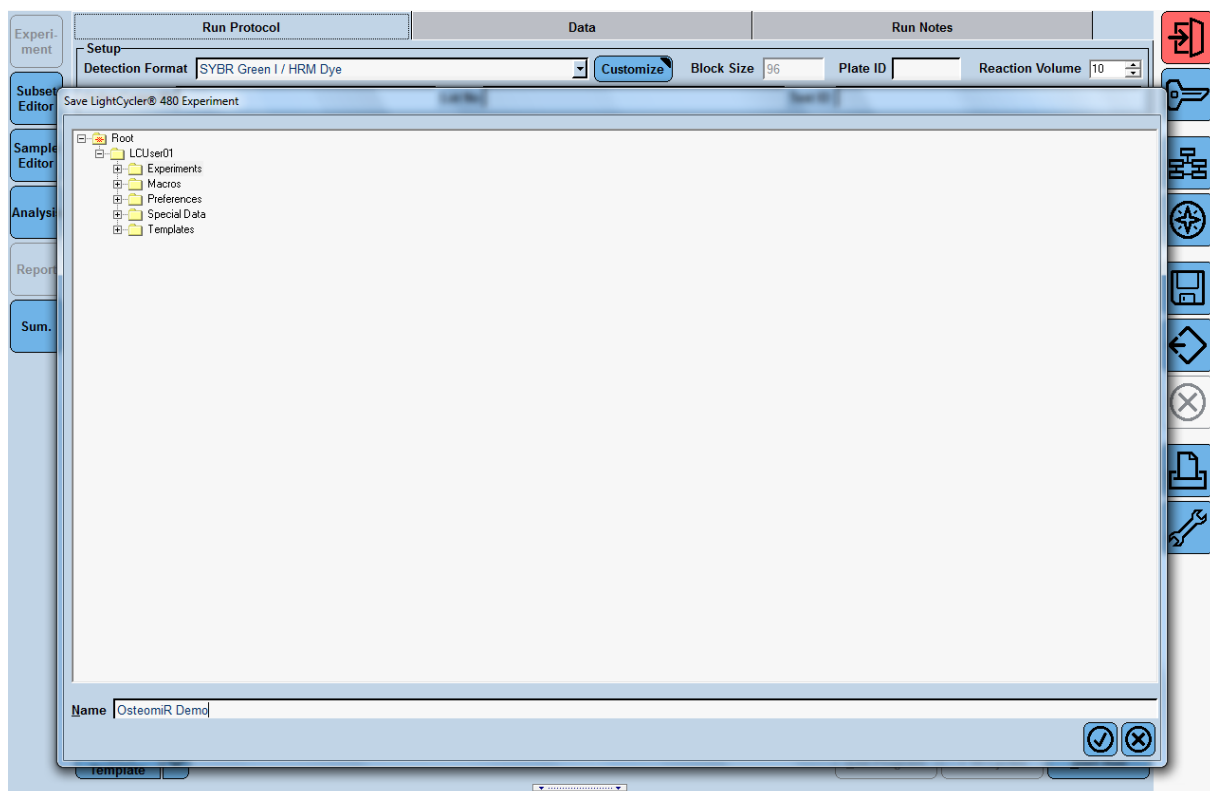 Experi-
ment
Run Protocol
Data
Run Notes
Setup
Detection Format SYBR Green I / HRM Dye Customize Block Size 96 Plate ID Reaction Volume 10
Subset
Editor
Save LightCycler® 480 Experiment
Root
LCUser01
Sample
Editor
Experiments
Macros
Preferences
Analysi
Special Data
Templates
Report
Sum.
Name OsteomiR Demo
Template